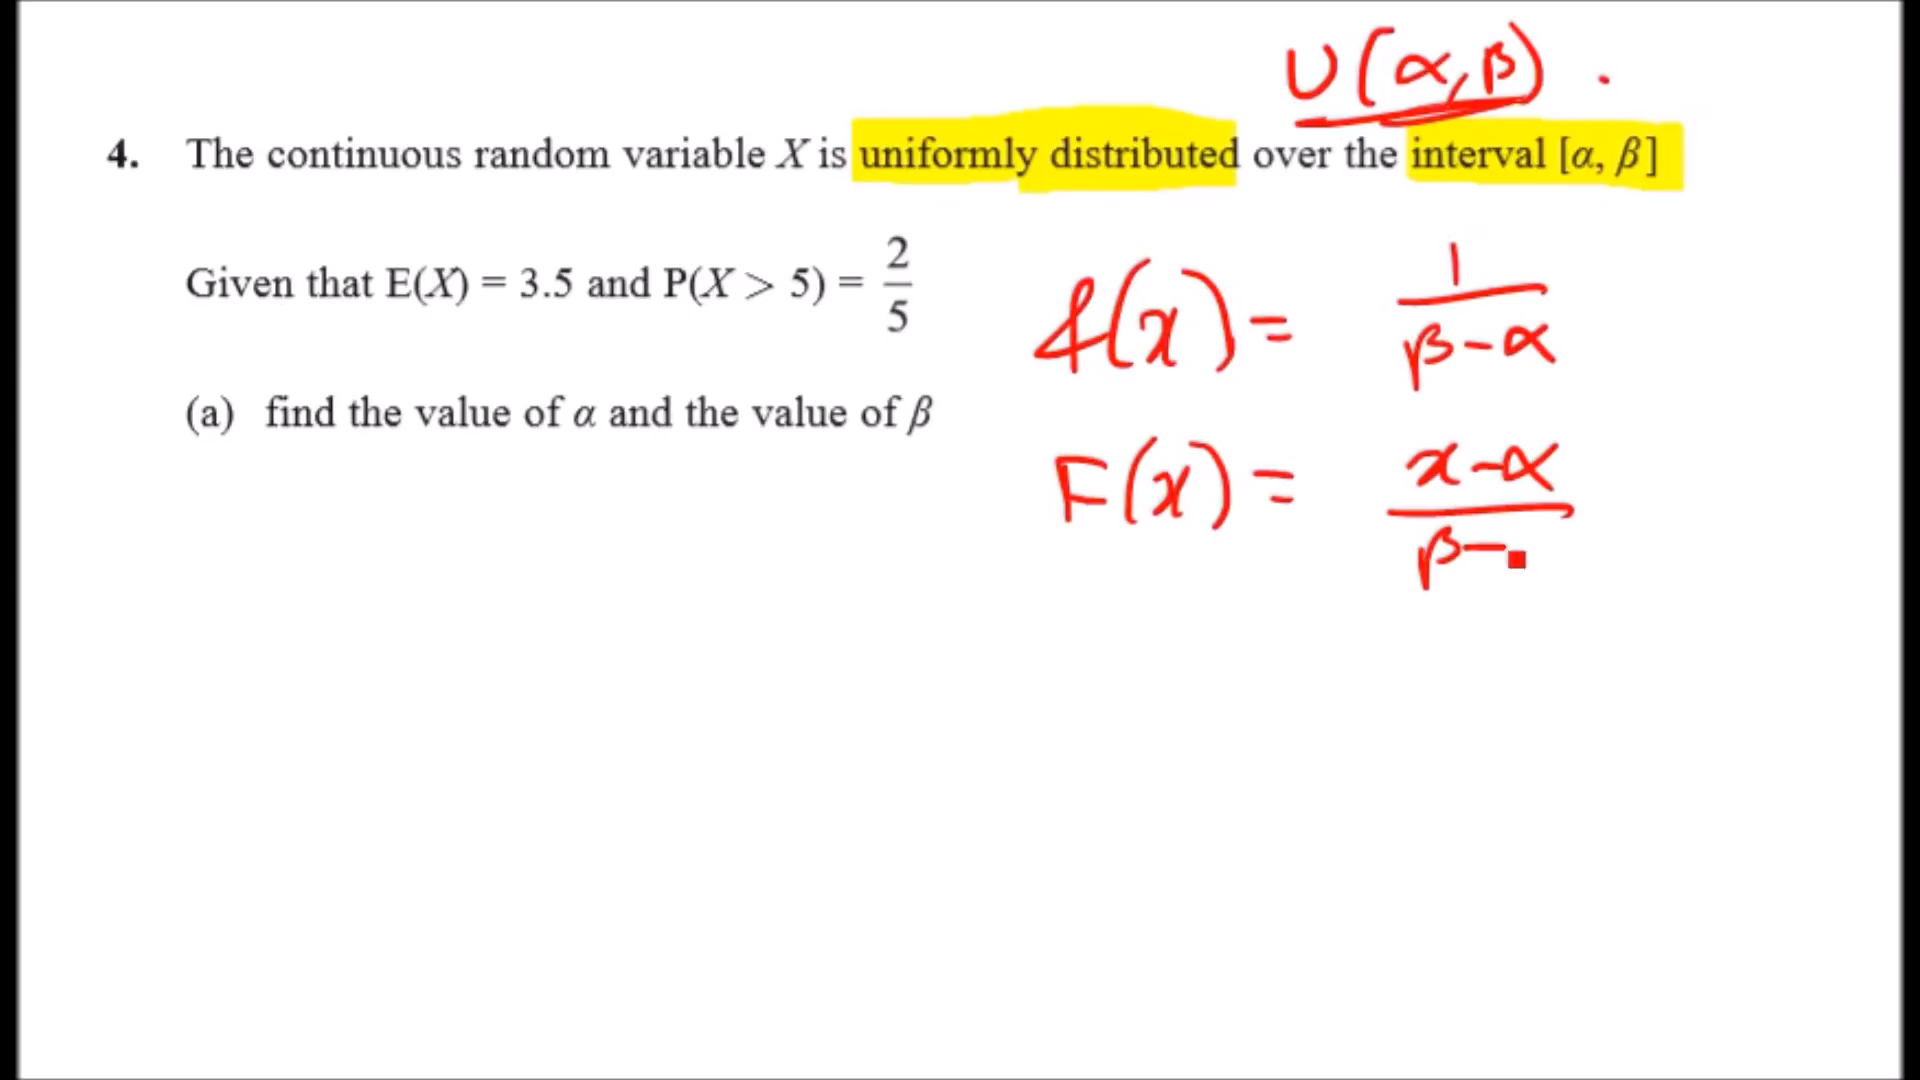 U(α,β) .
4. The continuous random variable X is uniformly distributed over the interval [α, β]
Given that E(X) = 3.5 and P(X > 5) = 2/5
f(x) = 1/(β-α)
(a) find the value of α and the value of β
F(x) = x-α/β-